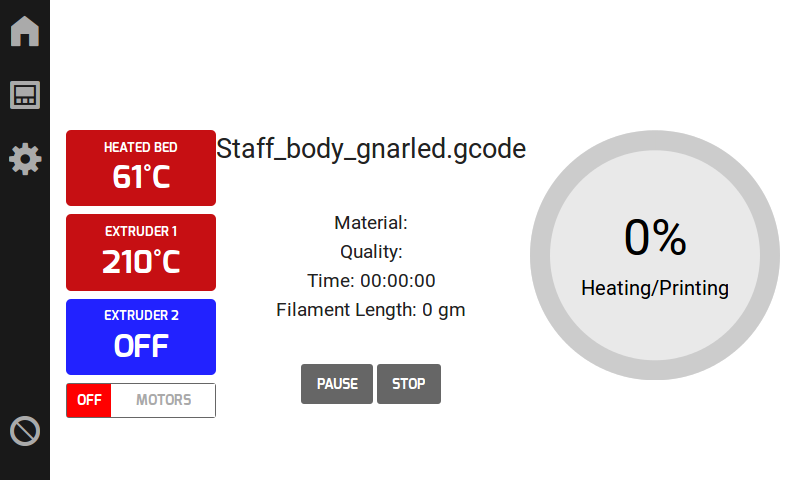 HEATED BED
61°C
EXTRUDER 1
210°C
EXTRUDER 2
OFF
OFF MOTORS
Staff_body_gnarled.gcode
Material:
Quality:
Time: 00:00:00
Filament Length: 0 gm
PAUSE STOP
0%
Heating/Printing